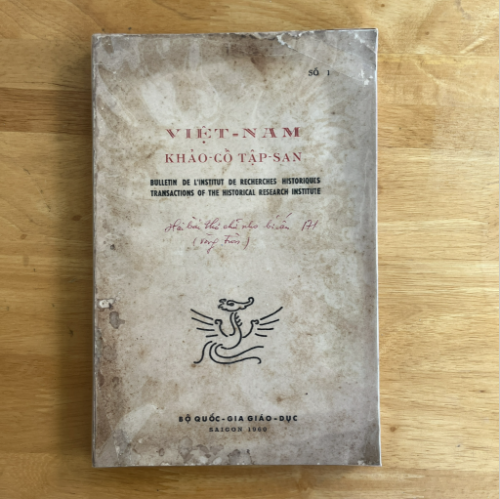 SỐ 1
VIỆT-NAM
KHẢO-CỔ TẬP-SAN
BULLETIN DE L'INSTITUT DE RECHERCHES HISTORIQUES
TRANSACTIONS OF THE HISTORICAL RESEARCH INSTITUTE
BỘ QUỐC-GIA GIÁO-DỤC
SAIGON 1960